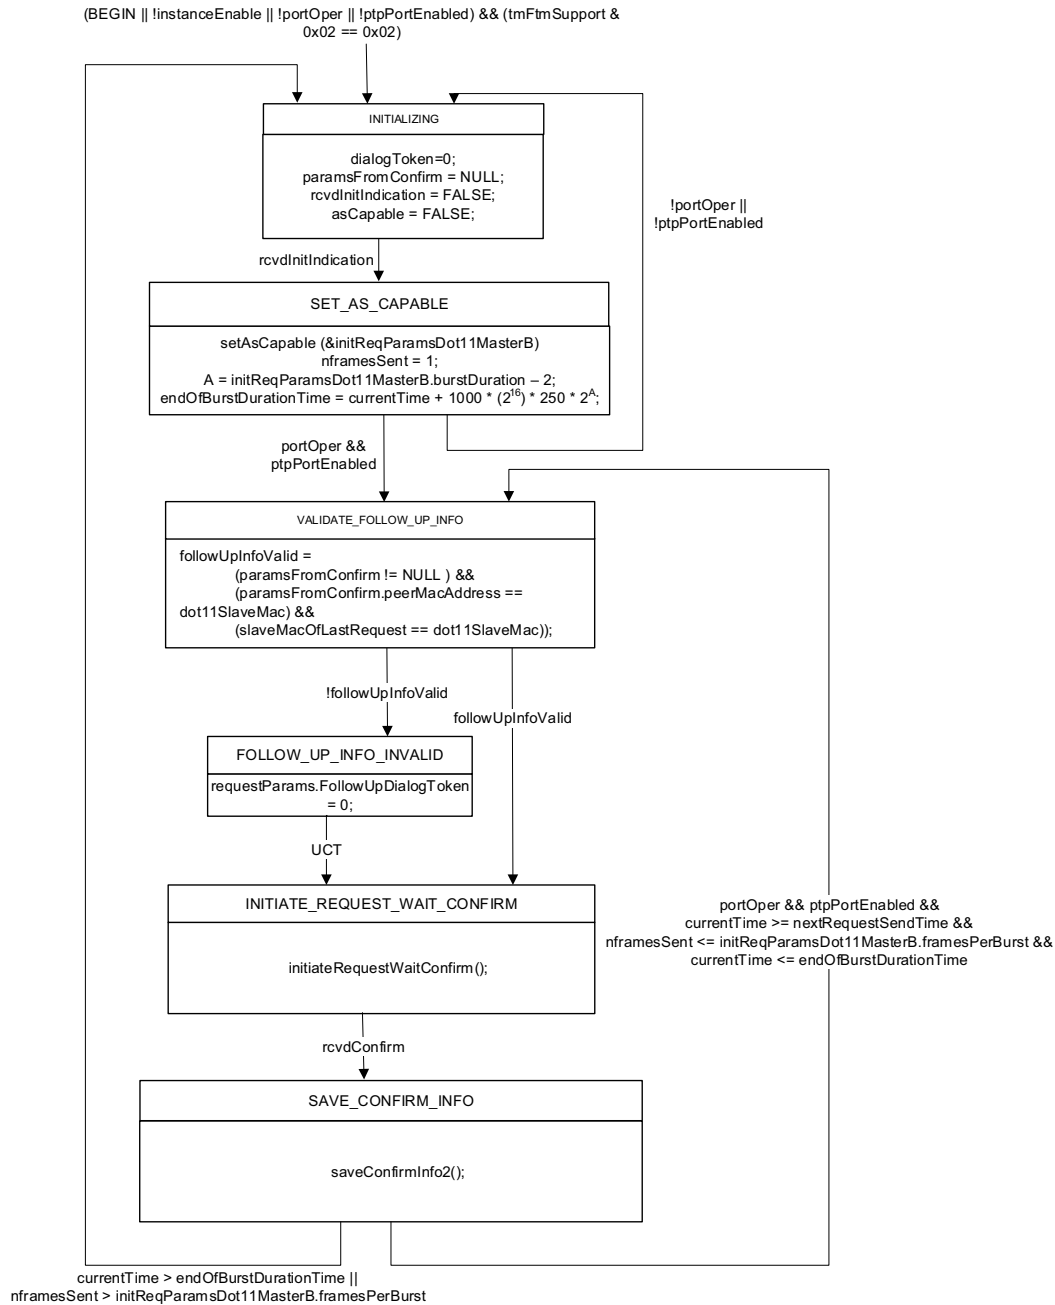 (BEGIN || !instanceEnable || !portOper || !ptpPortEnabled) && (tmFtmSupport &
0x02 == 0x02)
INITIALIZING
dialogToken=0;
paramsFromConfirm = NULL;
rcvdInitIndication = FALSE;
asCapable = FALSE;
!portOper ||
!ptpPortEnabled
rcvdInitIndication
SET_AS_CAPABLE
setAsCapable (&initReqParamsDot11MasterB)
nframesSent = 1;
A = initReqParamsDot11MasterB.burstDuration – 2;
endOfBurstDurationTime = currentTime + 1000 * (2^16) * 250 * 2^A;
portOper &&
ptpPortEnabled
VALIDATE_FOLLOW_UP_INFO
followUpInfoValid =
(paramsFromConfirm != NULL ) &&
(paramsFromConfirm.peerMacAddress ==
dot11SlaveMac) &&
(slaveMacOfLastRequest == dot11SlaveMac));
!followUpInfoValid
followUpInfoValid
FOLLOW_UP_INFO_INVALID
requestParams.FollowUpDialogToken
= 0;
UCT
INITIATE_REQUEST_WAIT_CONFIRM
initiateRequestWaitConfirm();
portOper && ptpPortEnabled &&
currentTime >= nextRequestSendTime &&
nframesSent <= initReqParamsDot11MasterB.framesPerBurst &&
currentTime <= endOfBurstDurationTime
rcvdConfirm
SAVE_CONFIRM_INFO
saveConfirmInfo2();
currentTime > endOfBurstDurationTime ||
nframesSent > initReqParamsDot11MasterB.framesPerBurst